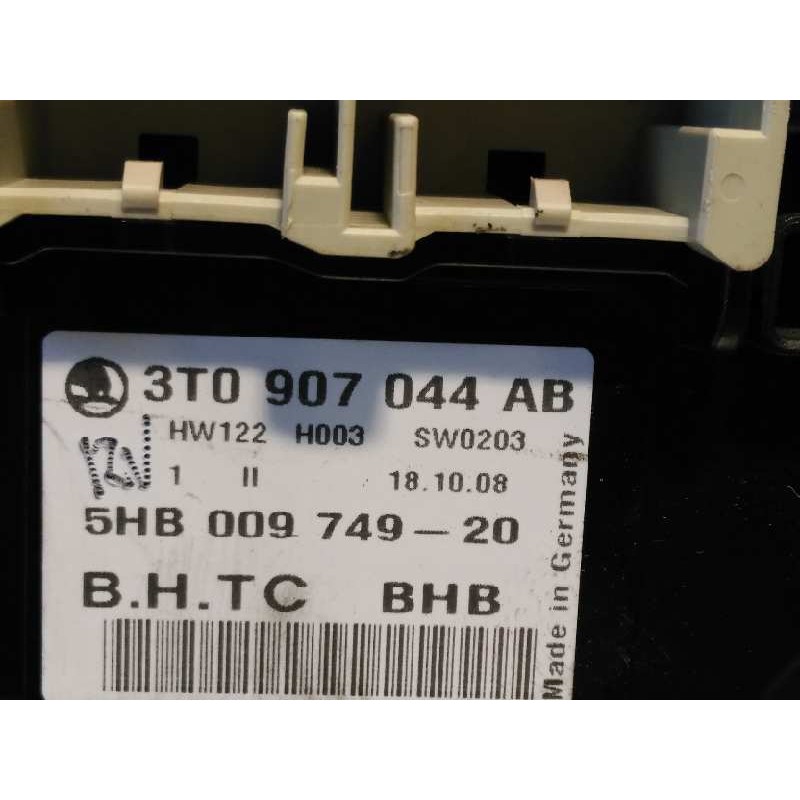 3T0 907 044 AB
HW122 H003 SW0203
1 II 18.10.08
5HB 009 749-20
B.H.TC BHB
Made in Germany